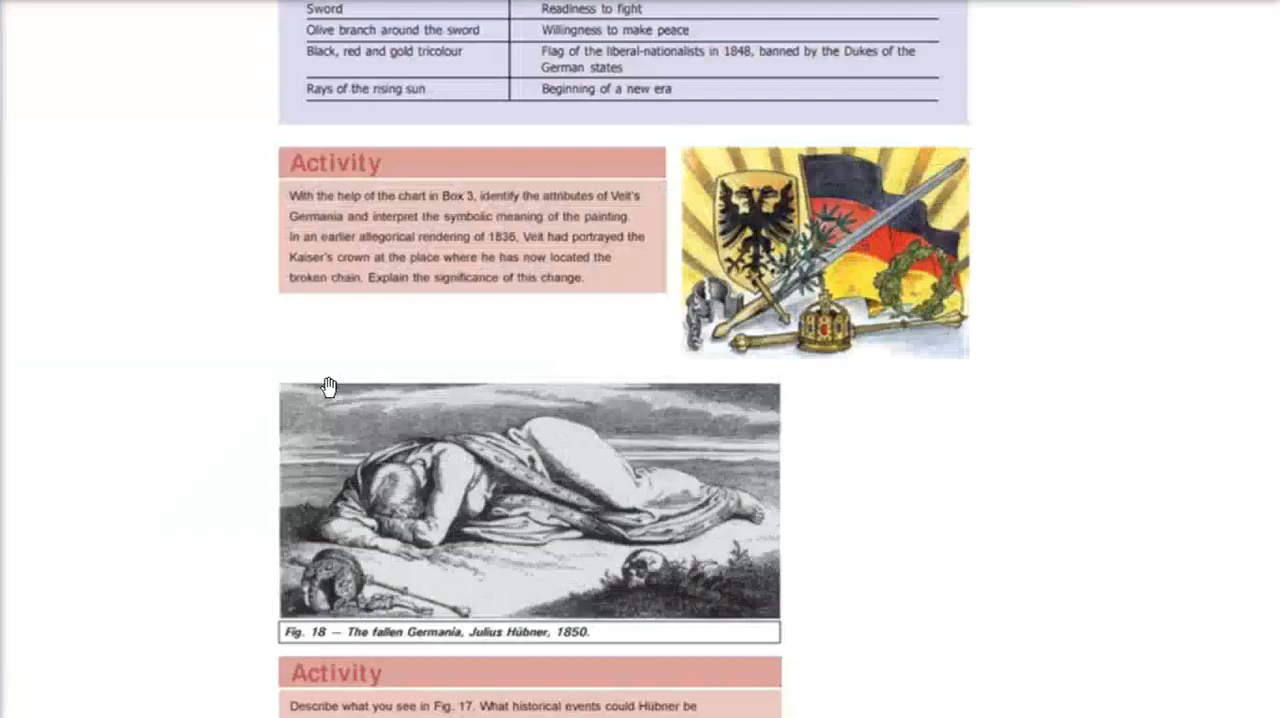 Sword Readiness to fight
Olive branch around the sword Willingness to make peace
Black, red and gold tricolour Flag of the liberal-nationalists in 1848, banned by the Dukes of the
German states
Rays of the rising sun Beginning of a new era
Activity
With the help of the chart in Box 3, identify the attributes of Veit's
Germania and interpret the symbolic meaning of the painting.
In an earlier allegorical rendering of 1836, Veit had portrayed the
Kaiser's crown at the place where he has now located the
broken chain. Explain the significance of this change.
Fig. 18 — The fallen Germania, Julius Hübner, 1850.
Activity
Describe what you see in Fig. 17. What historical events could Hübner be